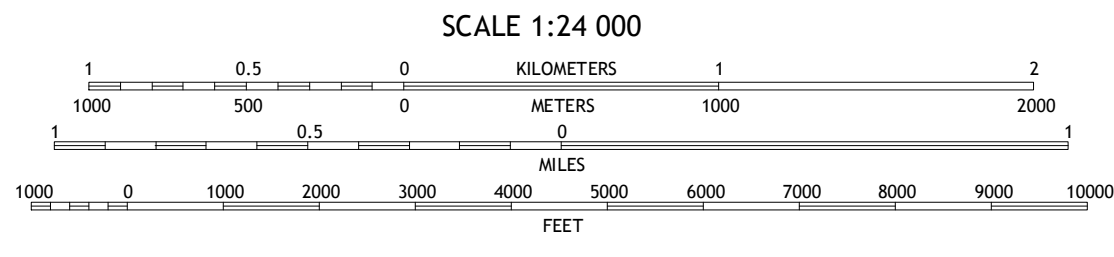 SCALE 1:24 000
1 0.5 0 KILOMETERS 1 2
1000 500 0 METERS 1000 2000
1 0.5 0 1
MILES
1000 0 1000 2000 3000 4000 5000 6000 7000 8000 9000 10000
FEET